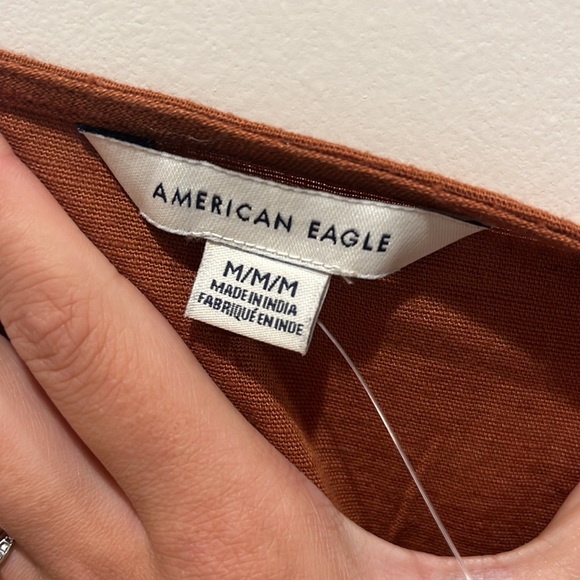 AMERICAN EAGLE
M/M/M
MADE IN INDIA
FABRIQUÉ EN INDE